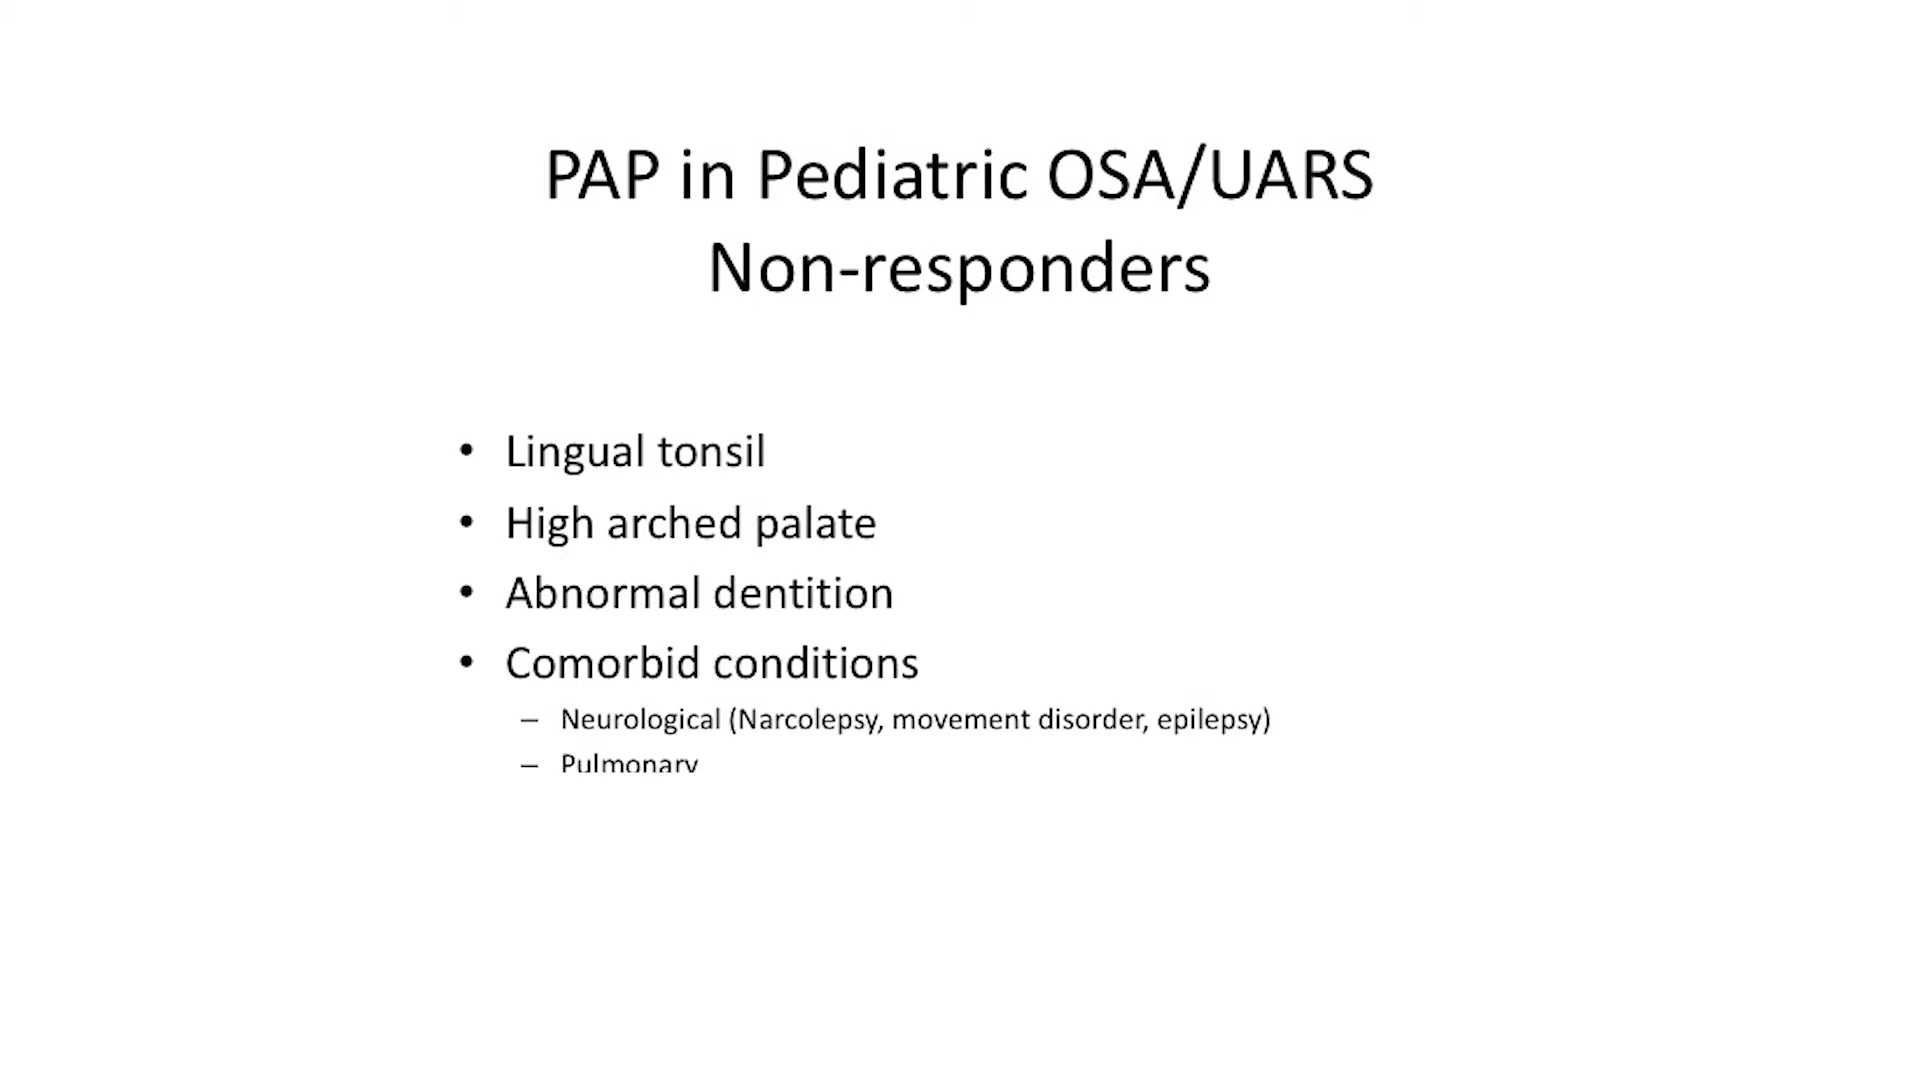 PAP in Pediatric OSA/UARS
Non-responders
• Lingual tonsil
• High arched palate
• Abnormal dentition
• Comorbid conditions
– Neurological (Narcolepsy, movement disorder, epilepsy)
– Pulmonary